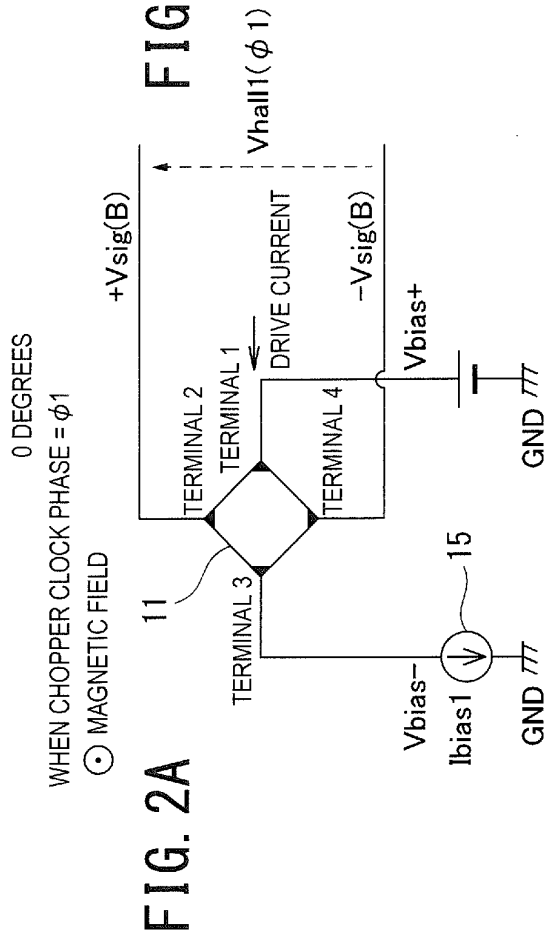 FIG. 2A
0 DEGREES
WHEN CHOPPER CLOCK PHASE = φ1
⊙ MAGNETIC FIELD
+Vsig(B)
11
TERMINAL 2
TERMINAL 1
DRIVE CURRENT
Vhall1(φ1)
TERMINAL 3
TERMINAL 4
−Vsig(B)
Vbias−
Vbias+
Ibias1
15
GND
GND
FIG